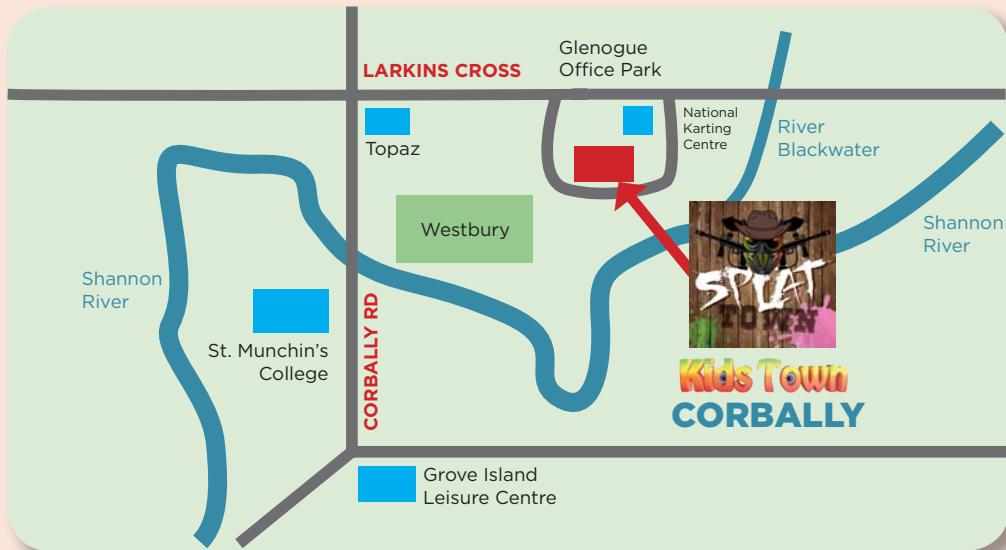 Glenogue
Office Park
LARKINS CROSS
Topaz
National
Karting
Centre
River
Blackwater
Westbury
Shannon
River
Shannon
River
SPLAT
TOWN
St. Munchin's
College
CORBALLY RD
Kids Town
CORBALLY
Grove Island
Leisure Centre